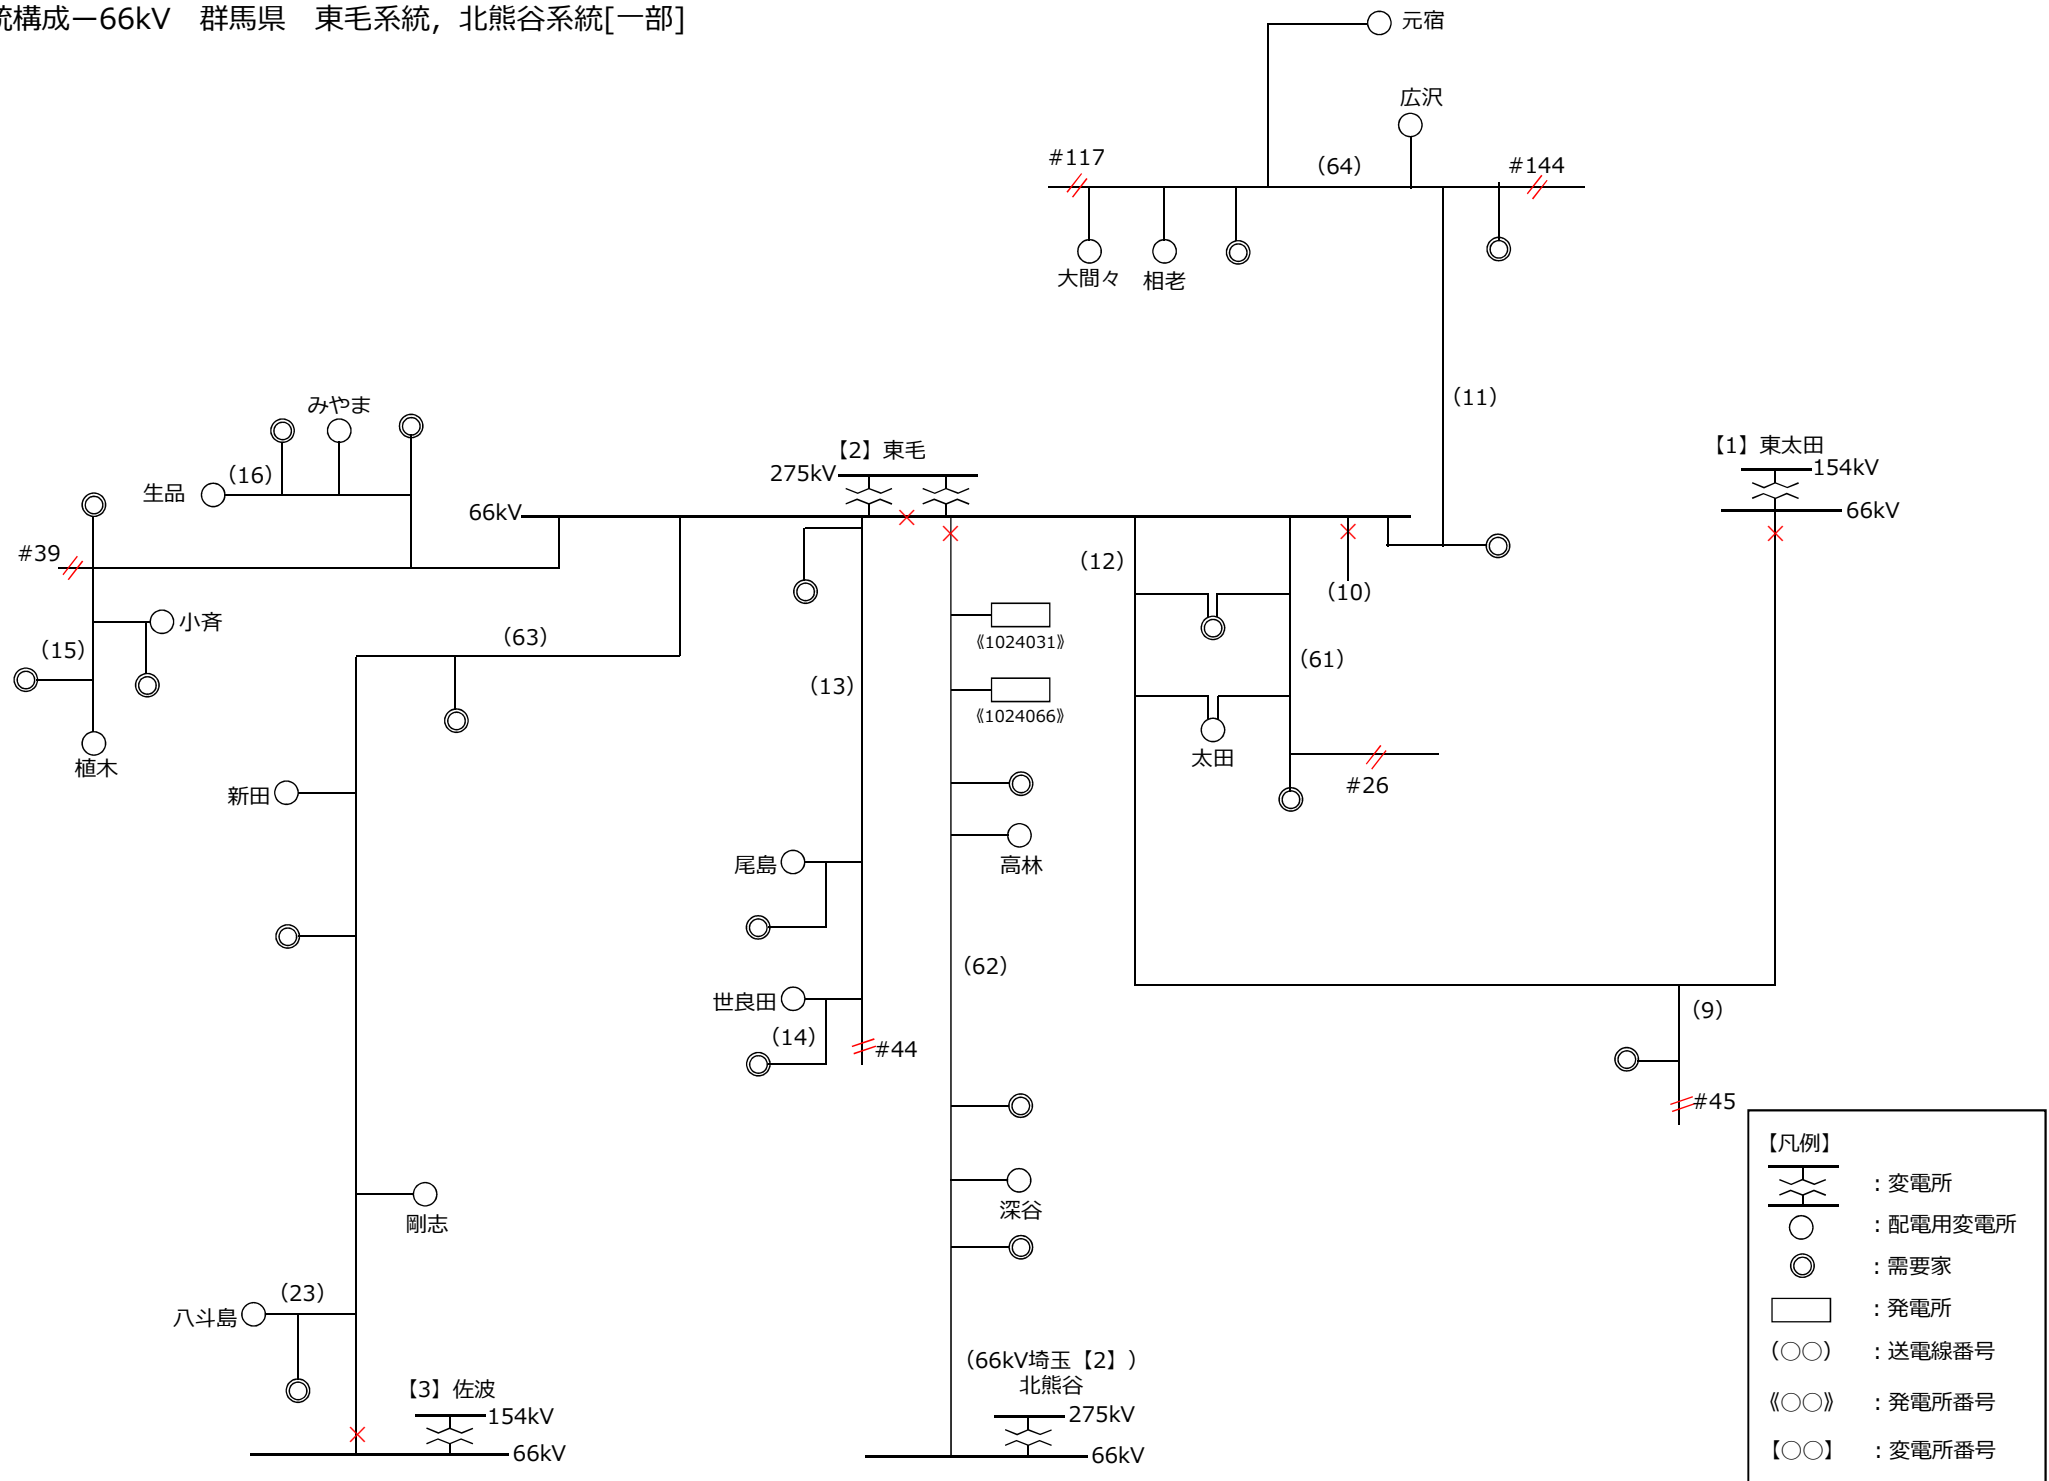 統構成ー66kV 群馬県 東毛系統，北熊谷系統[一部]
元宿
広沢
#117
(64)
#144
大間々
相老
(11)
みやま
(16)
生品
【2】東毛
275kV
66kV
【1】東太田
154kV
66kV
#39
(12)
(10)
小斉
(15)
(63)
《1024031》
(61)
(13)
《1024066》
植木
太田
#26
新田
尾島
高林
(62)
世良田
(14)
#44
(9)
#45
深谷
剛志
(23)
八斗島
【3】佐波
154kV
66kV
(66kV埼玉【2】)
北熊谷
275kV
66kV
【凡例】
：変電所
：配電用変電所
：需要家
：発電所
(○○) ：送電線番号
《○○》 ：発電所番号
【○○】 ：変電所番号